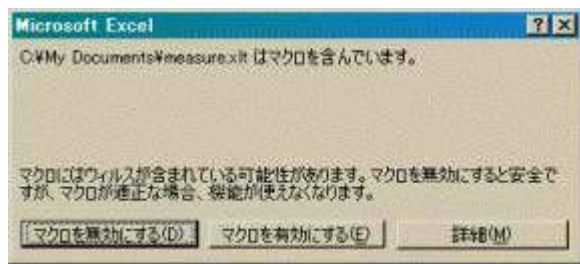 Microsoft Excel
C:¥My Documents¥measure.xlt はマクロを含んでいます。
マクロにはウィルスが含まれている可能性があります。マクロを無効にすると安全で
すが、マクロが適正な場合、機能が使えなくなります。
マクロを無効にする(D) マクロを有効にする(E) 詳細(M)